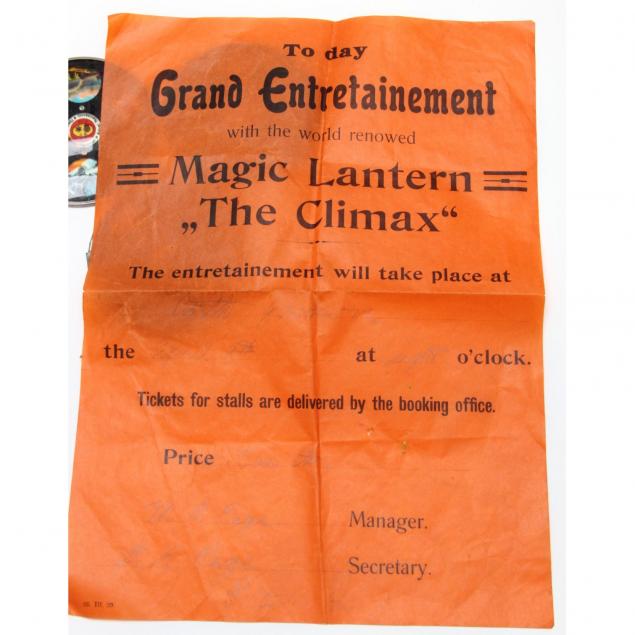 To day
Grand Entretainement
with the world renowed
Magic Lantern
„The Climax“
The entretainement will take place at
the at o'clock.
Tickets for stalls are delivered by the booking office.
Price
Manager.
Secretary.